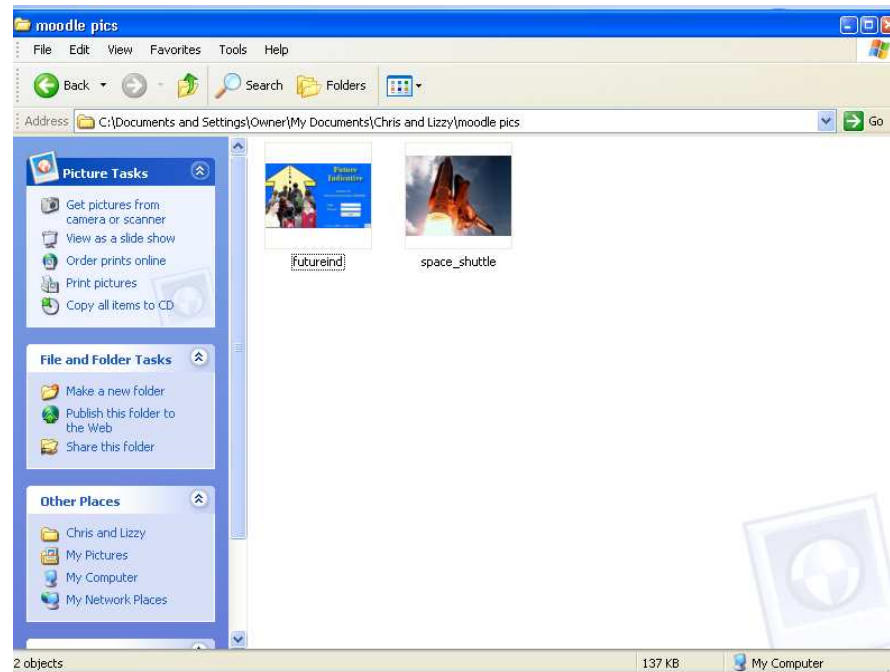 moodle pics
File Edit View Favorites Tools Help
Back Search Folders
Address C:\Documents and Settings\Owner\My Documents\Chris and Lizzy\moodle pics Go
Picture Tasks
Get pictures from
camera or scanner
View as a slide show
Order prints online
Print pictures
Copy all items to CD
File and Folder Tasks
Make a new folder
Publish this folder to
the Web
Share this folder
Other Places
Chris and Lizzy
My Pictures
My Computer
My Network Places
Future
Indicative
futureind
space_shuttle
2 objects 137 KB My Computer